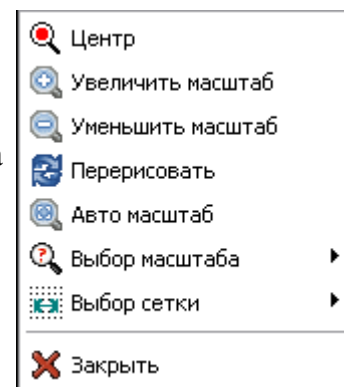 Центр
Увеличить масштаб
Уменьшить масштаб
Перерисовать
Авто масштаб
Выбор масштаба
Выбор сетки
Закрыть